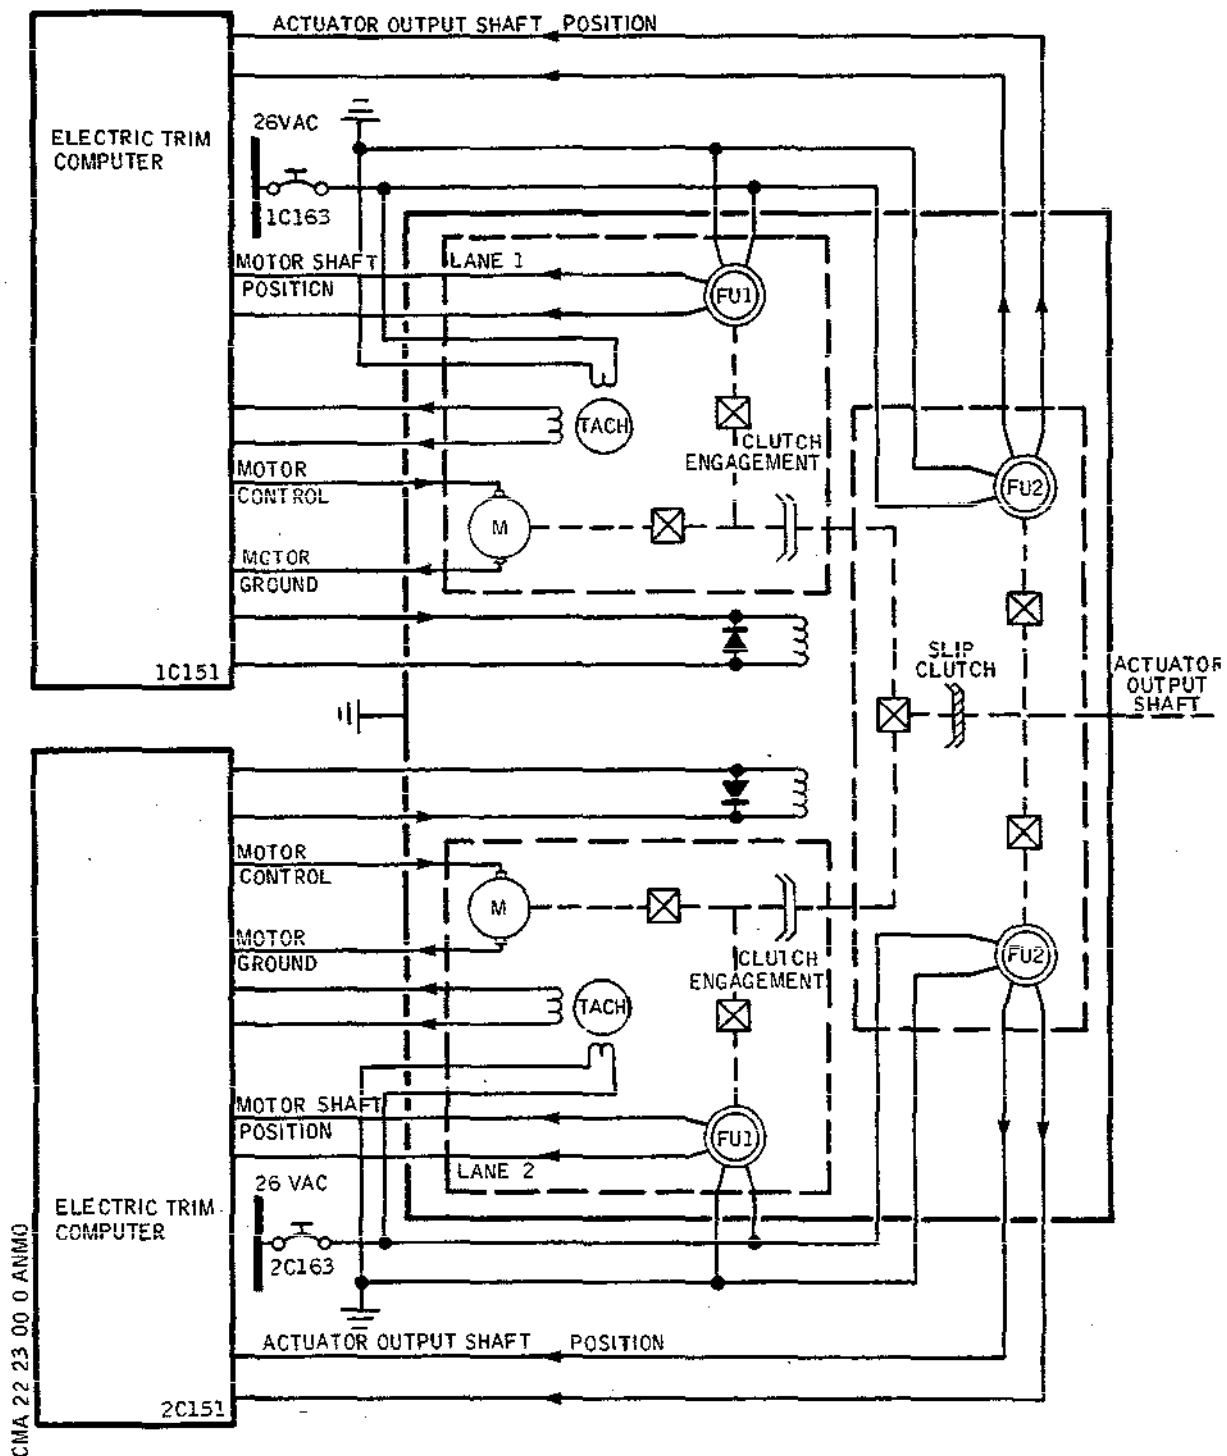 ACTUATOR OUTPUT SHAFT POSITION
ELECTRIC TRIM
COMPUTER
26VAC
1C163
MOTOR SHAFT
POSITION
LANE 1
FU1
TACH
CLUTCH
ENGAGEMENT
MOTOR
CONTROL
M
MOTOR
GROUND
FU2
1C151
SLIP
CLUTCH
ACTUATOR
OUTPUT
SHAFT
MOTOR
CONTROL
M
MOTOR
GROUND
CLUTCH
ENGAGEMENT
FU2
TACH
MOTOR SHAFT
POSITION
FU1
LANE 2
26 VAC
ELECTRIC TRIM
COMPUTER
2C163
ACTUATOR OUTPUT SHAFT POSITION
2C151
CMA 22 23 00 0 ANM0